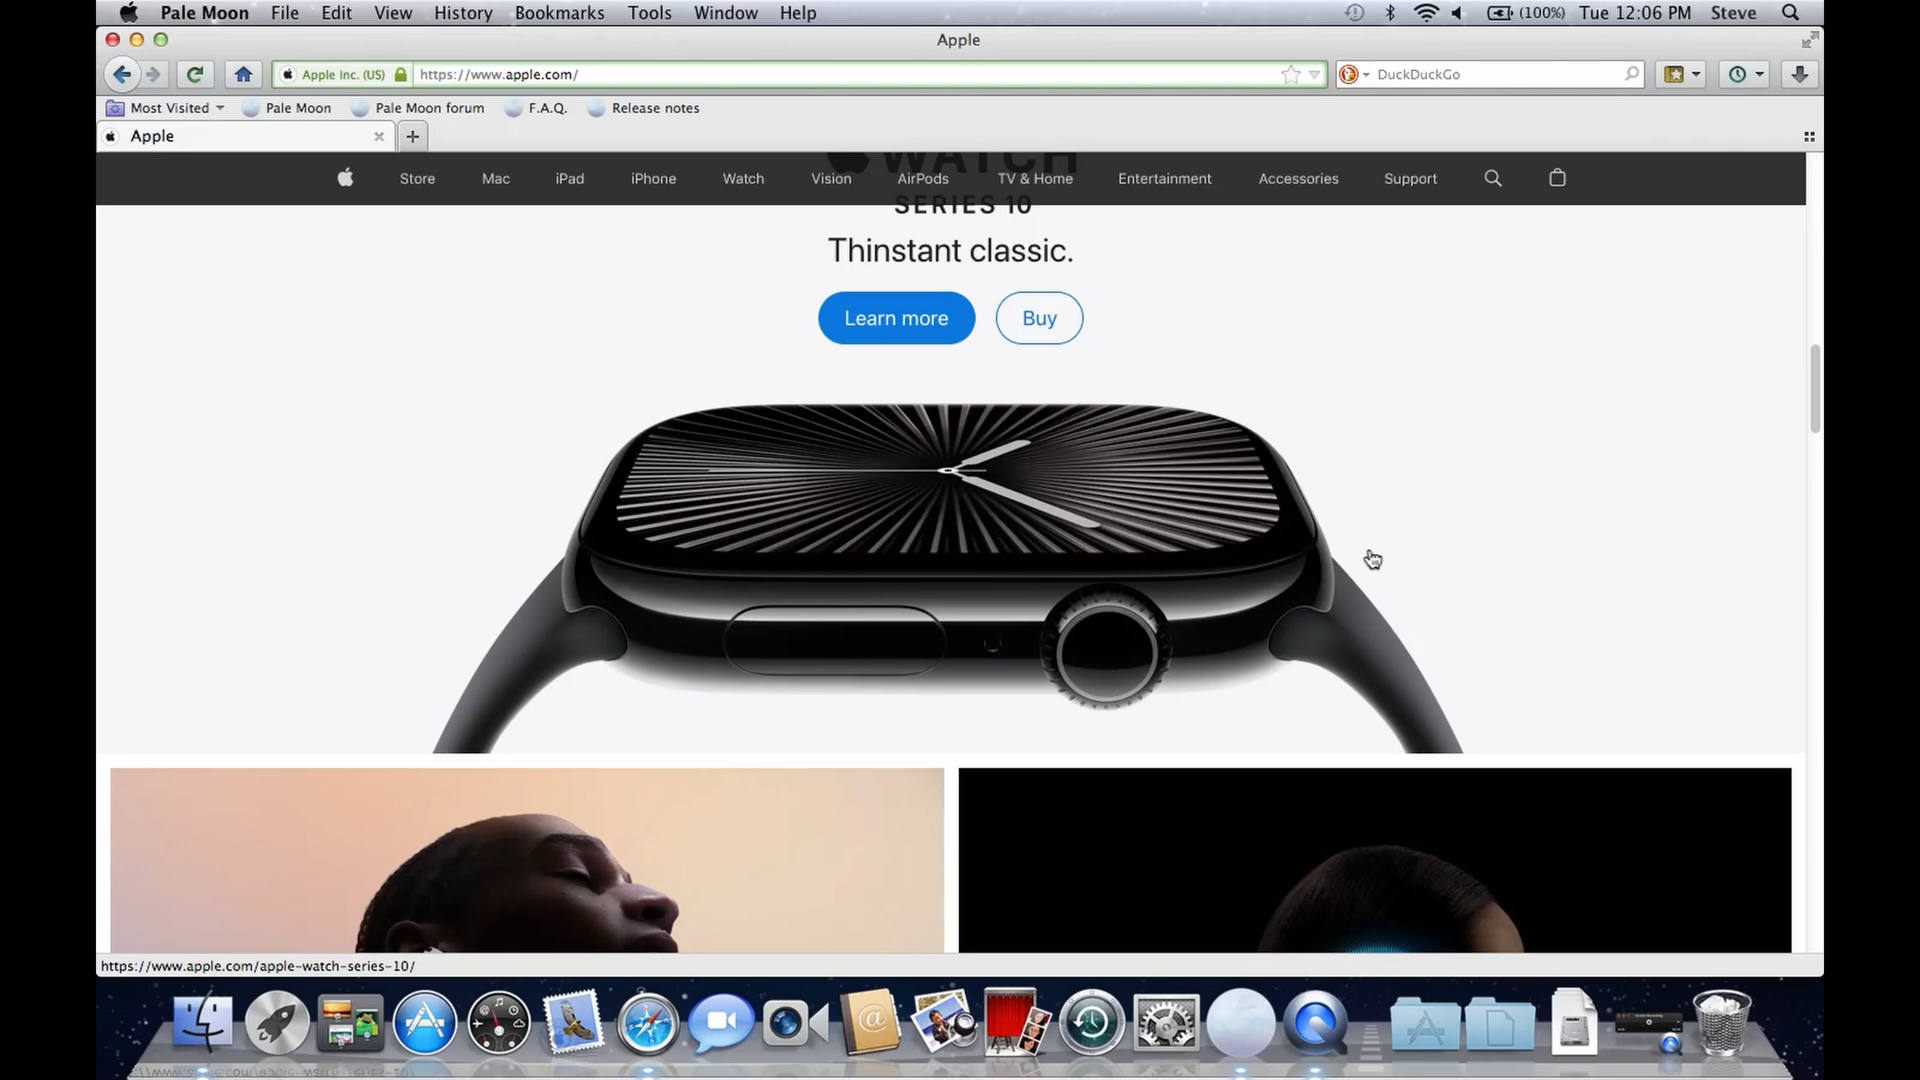 Pale Moon File Edit View History Bookmarks Tools Window Help (100%) Tue 12:06 PM Steve
Apple
Apple Inc. (US) https://www.apple.com/ DuckDuckGo
Most Visited Pale Moon Pale Moon forum F.A.Q. Release notes
Apple
WATCH
Store Mac iPad iPhone Watch Vision AirPods TV & Home Entertainment Accessories Support
SERIES 10
Thinstant classic.
Learn more Buy
https://www.apple.com/apple-watch-series-10/